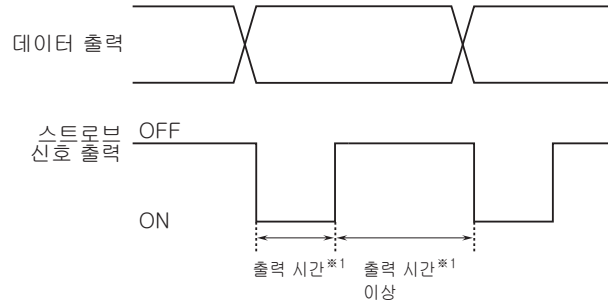 데이터 출력
스트로브
신호 출력
OFF
ON
출력 시간※1
출력 시간※1
이상